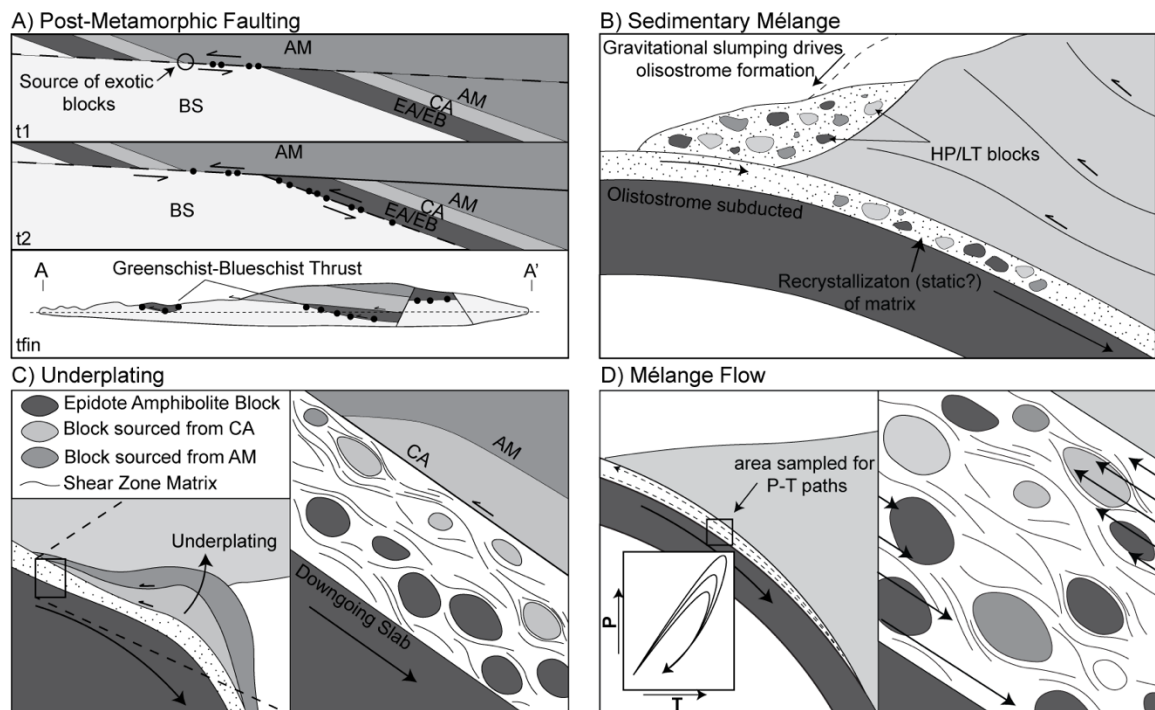 A) Post-Metamorphic Faulting
AM
Source of exotic
blocks
BS
AM
CA
EA/EB
t1
AM
BS
AM
CA
EA/EB
t2
A
Greenschist-Blueschist Thrust
A'
tfin
B) Sedimentary Mélange
Gravitational slumping drives
olisostrome formation
HP/LT blocks
Olistostrome subducted
Recrystallizaton (static?)
of matrix
C) Underplating
Epidote Amphibolite Block
Block sourced from CA
Block sourced from AM
Shear Zone Matrix
Underplating
AM
CA
Downgoing Slab
D) Mélange Flow
area sampled for
P-T paths
P
T